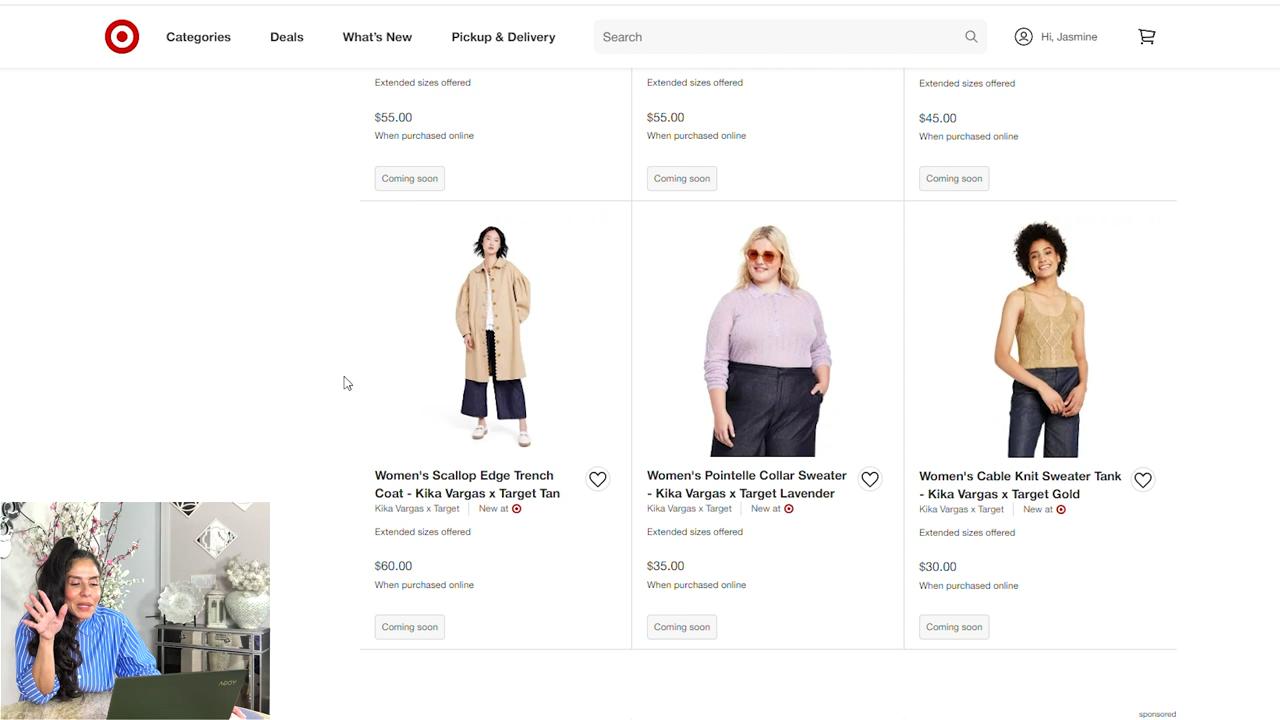 Categories
Deals
What's New
Pickup & Delivery
Search
Hi, Jasmine
Extended sizes offered
$55.00
When purchased online
Coming soon
Extended sizes offered
$55.00
When purchased online
Coming soon
Extended sizes offered
$45.00
When purchased online
Coming soon
Women's Scallop Edge Trench
Coat - Kika Vargas x Target Tan
Kika Vargas x Target
New at
Extended sizes offered
$60.00
When purchased online
Coming soon
Women's Pointelle Collar Sweater
- Kika Vargas x Target Lavender
Kika Vargas x Target
New at
Extended sizes offered
$35.00
When purchased online
Coming soon
Women's Cable Knit Sweater Tank
- Kika Vargas x Target Gold
Kika Vargas x Target
New at
Extended sizes offered
$30.00
When purchased online
Coming soon
sponsored